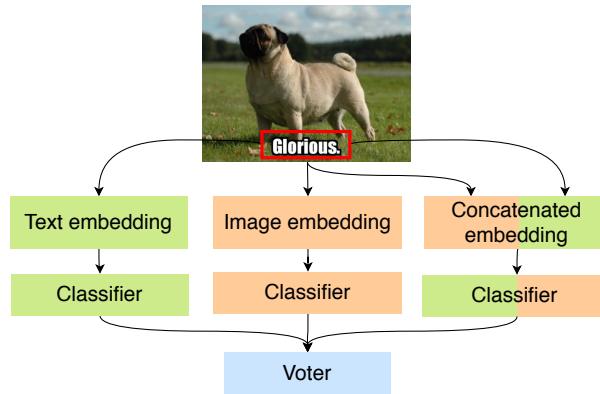 Glorious.
Text embedding
Image embedding
Concatenated
embedding
Classifier
Classifier
Classifier
Voter